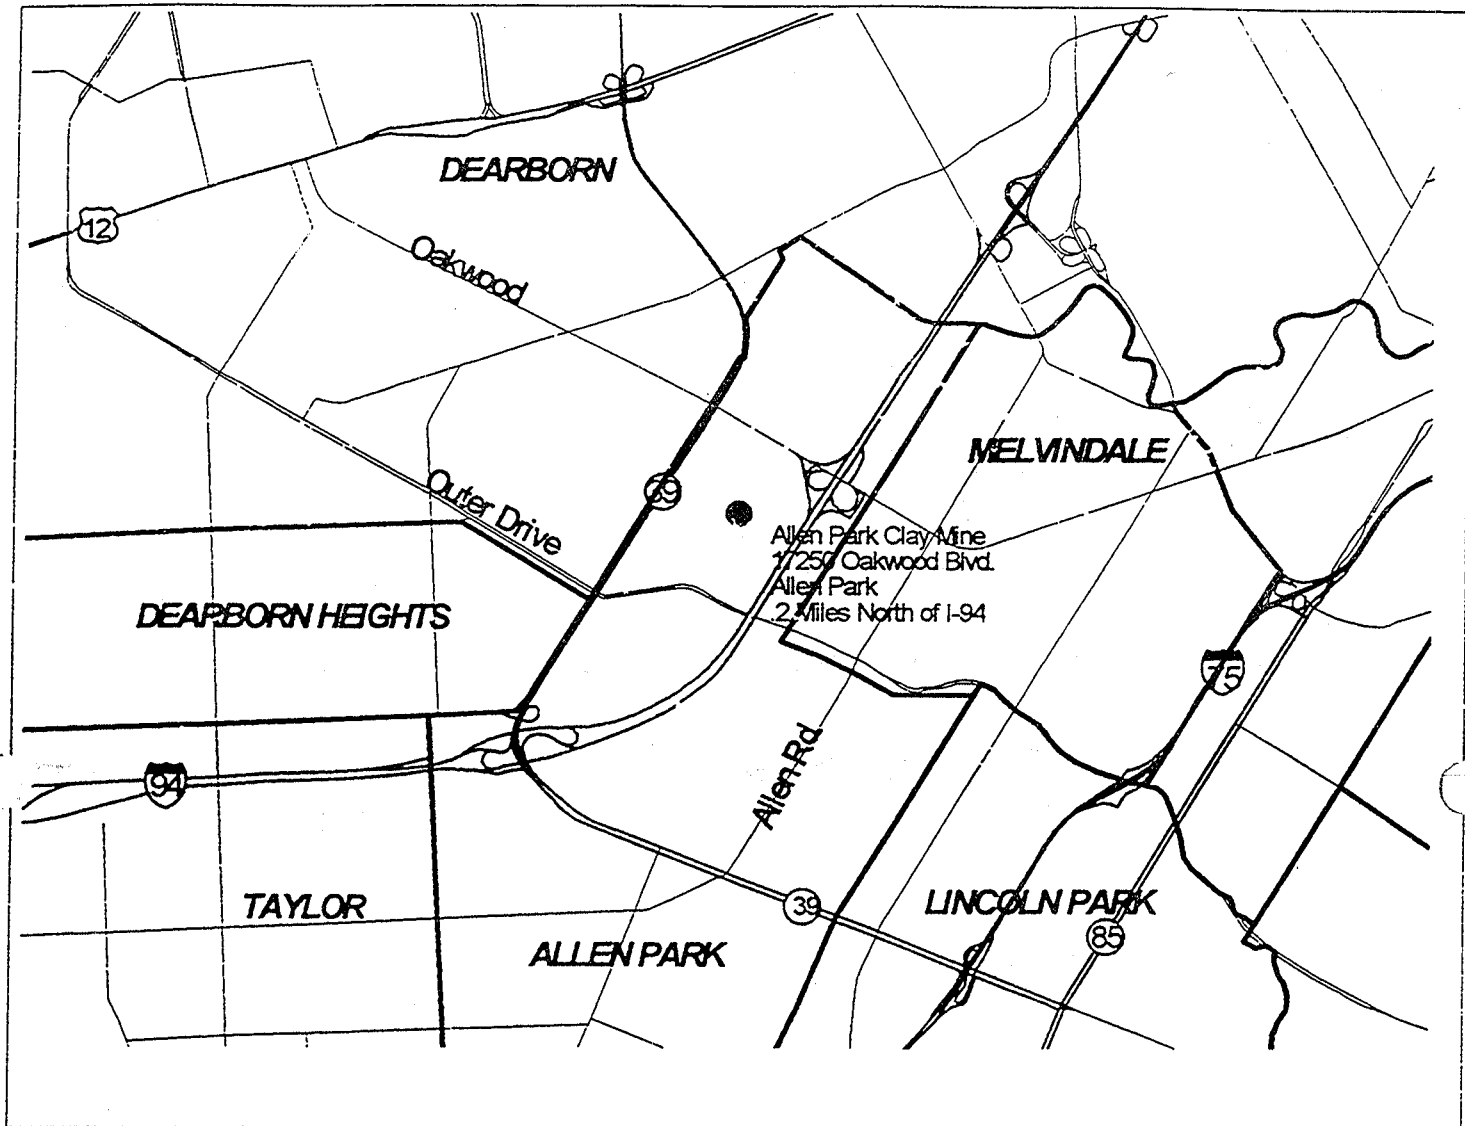 DEARBORN
12
Oakwood
MELVINDALE
Outer Drive
39
Allen Park Clay Mine
17250 Oakwood Blvd.
Allen Park
.2 Miles North of I-94
DEARBORN HEIGHTS
75
94
Allen Rd
TAYLOR
39
LINCOLN PARK
85
ALLEN PARK